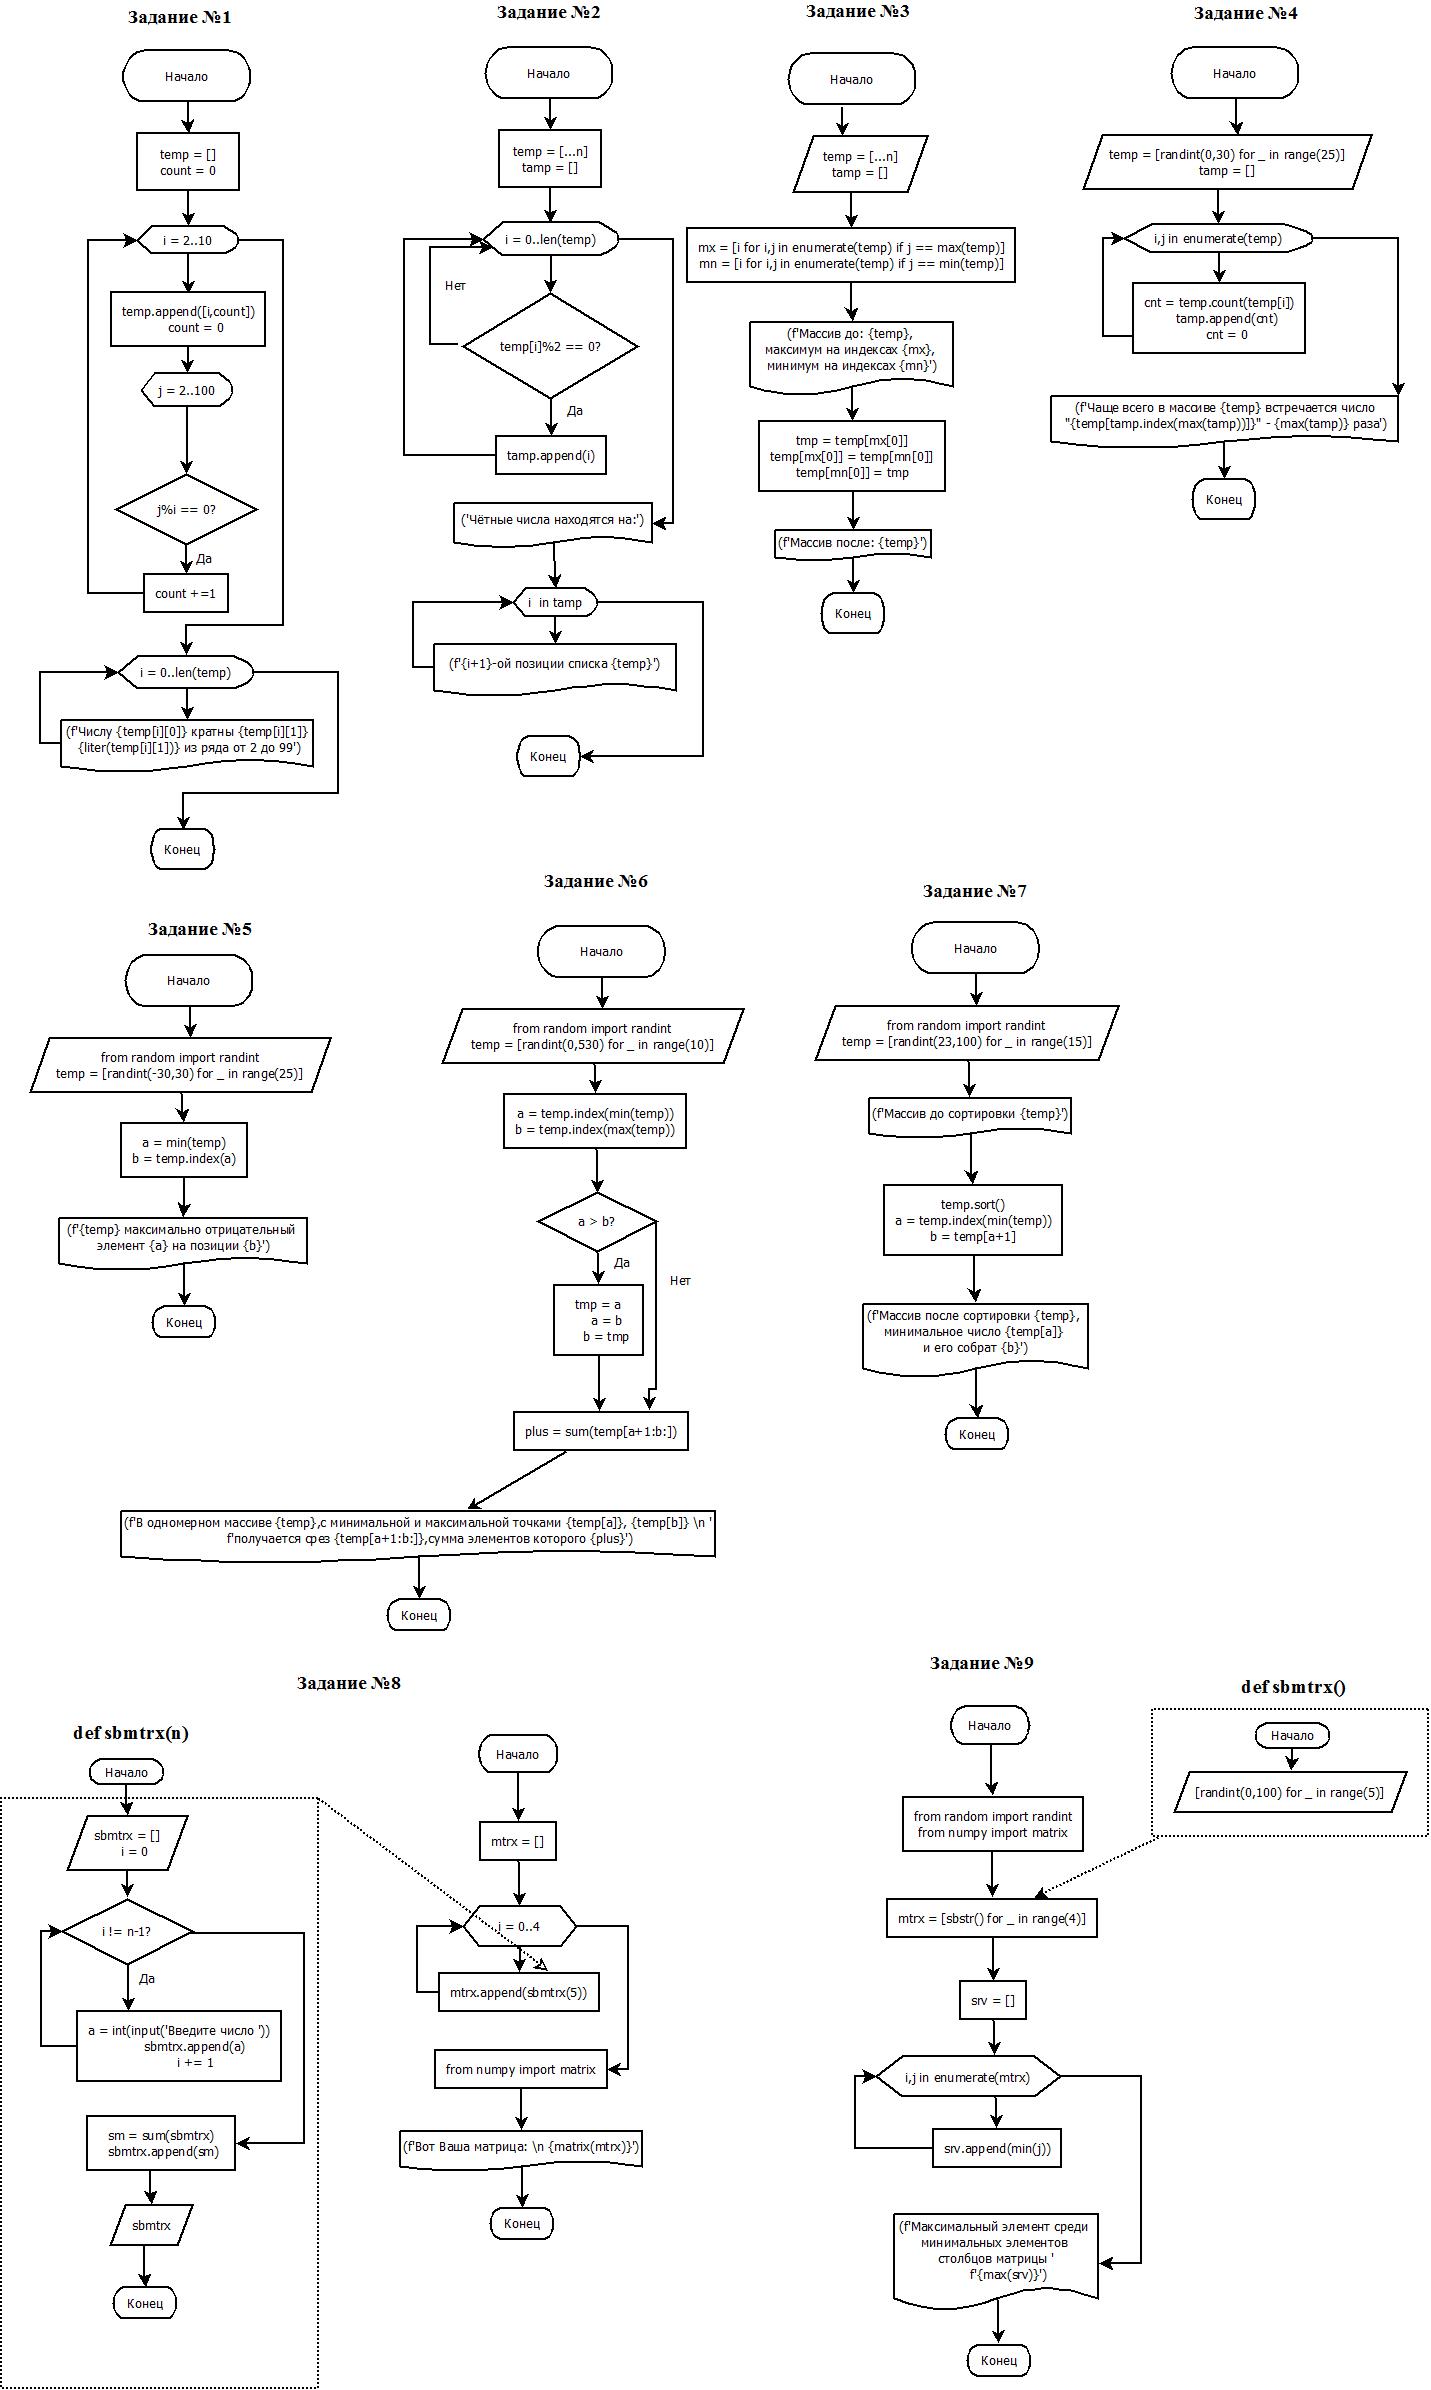 Задание №1
Начало
temp = []
count = 0
i = 2..10
temp.append([i,count])
count = 0
j = 2..100
j%i == 0?
Да
count +=1
i = 0..len(temp)
(f'Числу {temp[i][0]} кратны {temp[i][1]}
{liter(temp[i][1])} из ряда от 2 до 99')
Конец
Задание №2
Начало
temp = [...n]
tamp = []
i = 0..len(temp)
Нет
temp[i]%2 == 0?
Да
tamp.append(i)
('Чётные числа находятся на:')
i in tamp
(f'{i+1}-ой позиции списка {temp}')
Конец
Задание №3
Начало
temp = [...n]
tamp = []
mx = [i for i,j in enumerate(temp) if j == max(temp)]
mn = [i for i,j in enumerate(temp) if j == min(temp)]
(f'Массив до: {temp},
максимум на индексах {mx},
минимум на индексах {mn}')
tmp = temp[mx[0]]
temp[mx[0]] = temp[mn[0]]
temp[mn[0]] = tmp
(f'Массив после: {temp}')
Конец
Задание №4
Начало
temp = [randint(0,30) for _ in range(25)]
tamp = []
i,j in enumerate(temp)
cnt = temp.count(temp[i])
tamp.append(cnt)
cnt = 0
(f'Чаще всего в массиве {temp} встречается число
"{temp[tamp.index(max(tamp))]}" - {max(tamp)} раза')
Конец
Задание №5
Начало
from random import randint
temp = [randint(-30,30) for _ in range(25)]
a = min(temp)
b = temp.index(a)
(f'{temp} максимально отрицательный
элемент {a} на позиции {b}')
Конец
Задание №6
Начало
from random import randint
temp = [randint(0,530) for _ in range(10)]
a = temp.index(min(temp))
b = temp.index(max(temp))
a > b?
Да
Нет
tmp = a
a = b
b = tmp
plus = sum(temp[a+1:b:])
(f'В одномерном массиве {temp},с минимальной и максимальной точками {temp[a]}, {temp[b]} \n '
f'получается срез {temp[a+1:b:]},сумма элементов которого {plus}')
Конец
Задание №7
Начало
from random import randint
temp = [randint(23,100) for _ in range(15)]
(f'Массив до сортировки {temp}')
temp.sort()
a = temp.index(min(temp))
b = temp[a+1]
(f'Массив после сортировки {temp},
минимальное число {temp[a]}
и его собрат {b}')
Конец
Задание №8
def sbmtrx(n)
Начало
sbmtrx = []
i = 0
i != n-1?
Да
a = int(input('Введите число '))
sbmtrx.append(a)
i += 1
sm = sum(sbmtrx)
sbmtrx.append(sm)
sbmtrx
Конец
Начало
mtrx = []
i = 0..4
mtrx.append(sbmtrx(5))
from numpy import matrix
(f'Вот Ваша матрица: \n {matrix(mtrx)}')
Конец
Задание №9
Начало
from random import randint
from numpy import matrix
mtrx = [sbstr() for _ in range(4)]
srv = []
i,j in enumerate(mtrx)
srv.append(min(j))
(f'Максимальный элемент среди
минимальных элементов
столбцов матрицы '
f'{max(srv)}')
Конец
def sbmtrx()
Начало
[randint(0,100) for _ in range(5)]